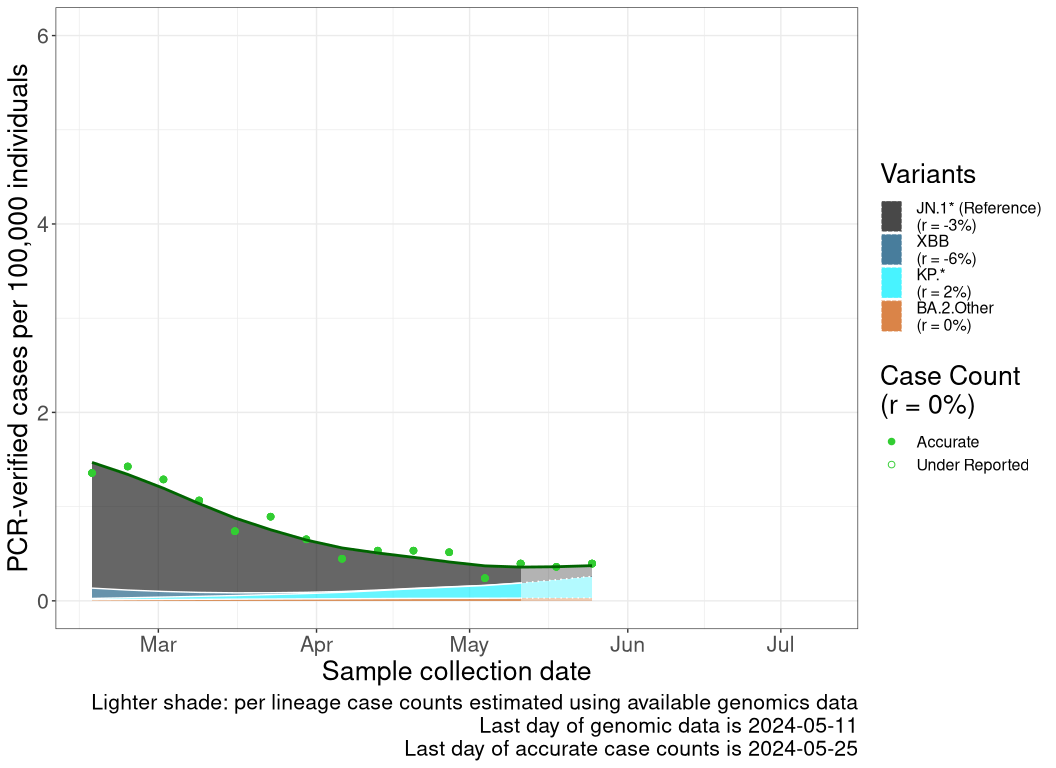 PCR-verified cases per 100,000 individuals
6
4
2
0
Mar
Apr
May
Jun
Jul
Sample collection date
Lighter shade: per lineage case counts estimated using available genomics data
Last day of genomic data is 2024-05-11
Last day of accurate case counts is 2024-05-25
Variants
JN.1* (Reference)
(r = -3%)
XBB
(r = -6%)
KP.*
(r = 2%)
BA.2.Other
(r = 0%)
Case Count
(r = 0%)
Accurate
Under Reported